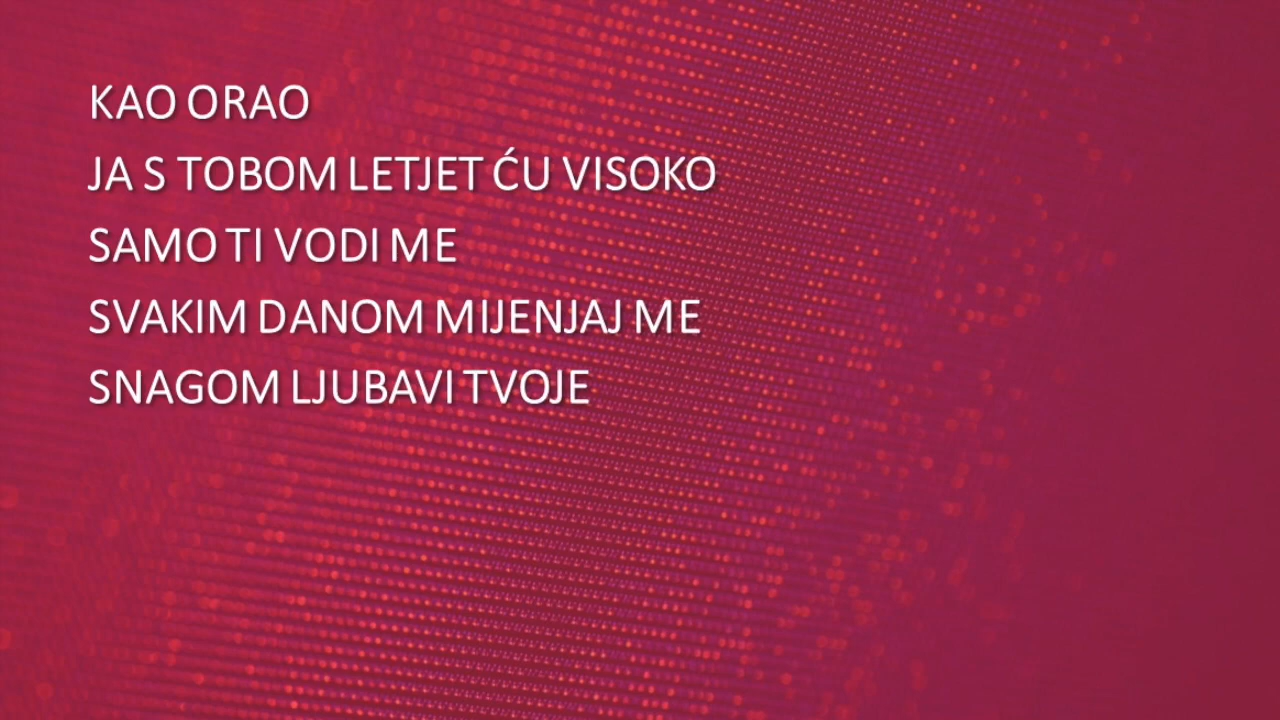 KAO ORAO
JA S TOBOM LETJET ĆU VISOKO
SAMO TI VODI ME
SVAKIM DANOM MIJENJAJ ME
SNAGOM LJUBAVI TVOJE